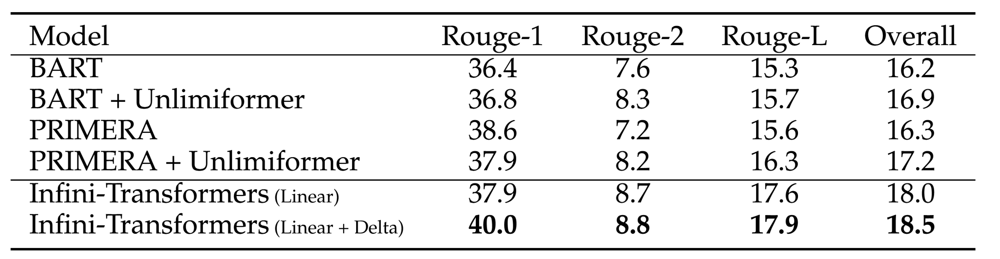 Model Rouge-1 Rouge-2 Rouge-L Overall
BART 36.4 7.6 15.3 16.2
BART + Unlimiformer 36.8 8.3 15.7 16.9
PRIMERA 38.6 7.2 15.6 16.3
PRIMERA + Unlimiformer 37.9 8.2 16.3 17.2
Infini-Transformers (Linear) 37.9 8.7 17.6 18.0
Infini-Transformers (Linear + Delta) 40.0 8.8 17.9 18.5